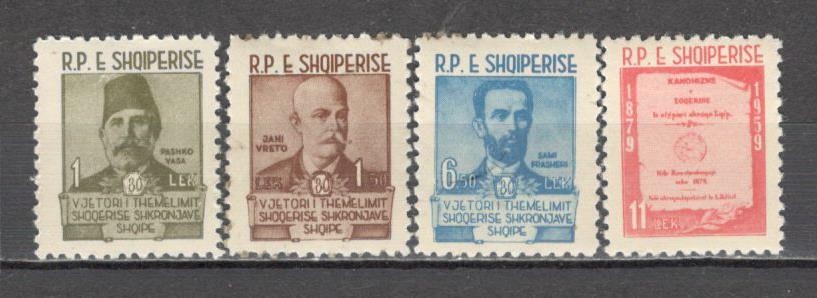 R.P. E SHQIPERISE
PASHKO
VASA
1 LEK
80
VJETORI I THEMELIMIT
SHOQERISE SHKRONJAVE
SHQIPE
R.P. E SHQIPERISE
JANI
VRETO
LEK 1 50
80
VJETORI I THEMELIMIT
SHOQERISE SHKRONJAVE
SHQIPE
R.P. E SHQIPERISE
SAMI
FRASHERI
6 50 LEK
80
VJETORI I THEMELIMIT
SHOQERISE SHKRONJAVE
SHQIPE
R.P. E SHQIPERISE
1879
1959
KANONIZME
e
SOQERISE
11 LEK